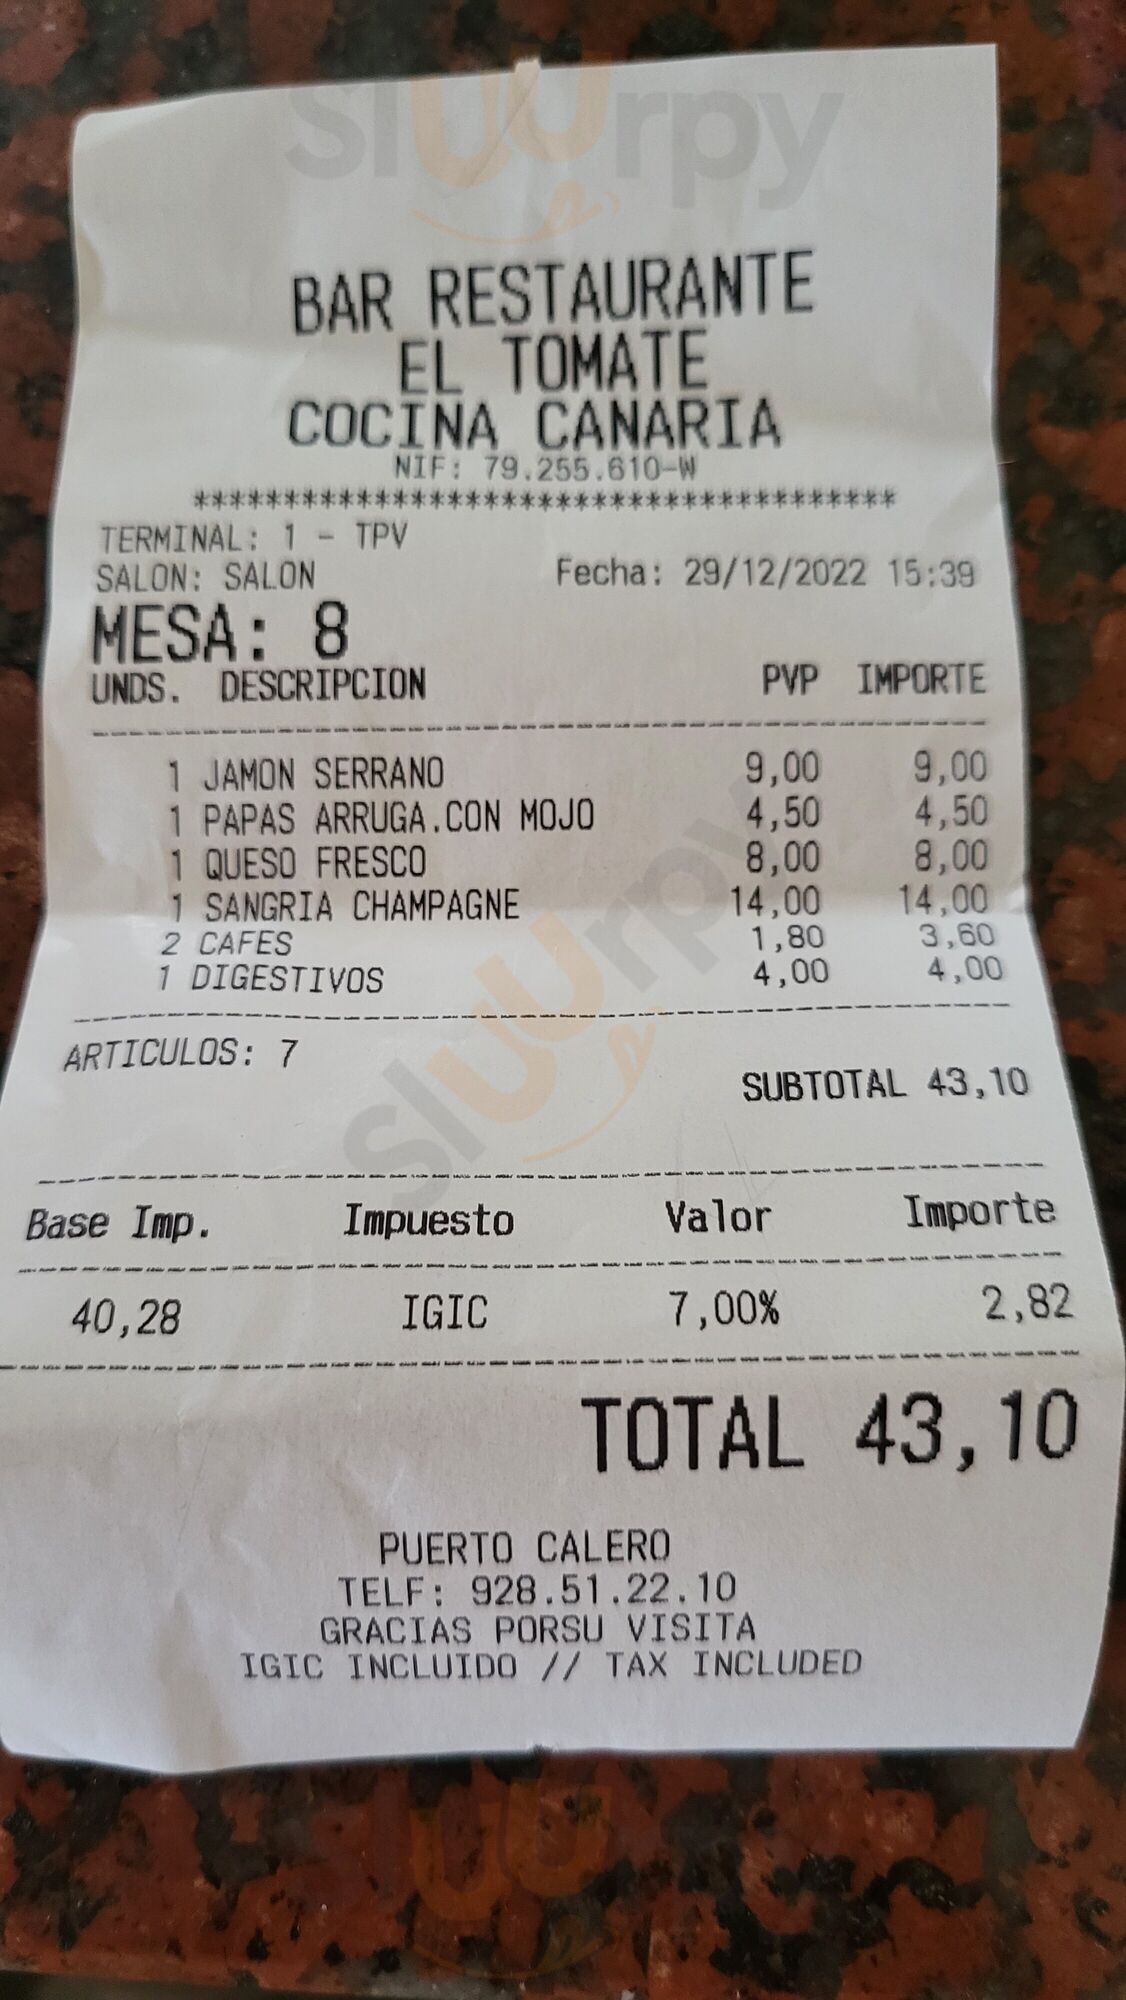 sluurpy
BAR RESTAURANTE
EL TOMATE
COCINA CANARIA
NIF: 79.255.610-W
***************************************
TERMINAL: 1 - TPV
SALON: SALON Fecha: 29/12/2022 15:39
MESA: 8
UNDS. DESCRIPCION PVP IMPORTE
1 JAMON SERRANO 9,00 9,00
1 PAPAS ARRUGA.CON MOJO 4,50 4,50
1 QUESO FRESCO 8,00 8,00
1 SANGRIA CHAMPAGNE 14,00 14,00
2 CAFES 1,80 3,60
1 DIGESTIVOS 4,00 4,00
sluurpy
ARTICULOS: 7
SUBTOTAL 43,10
Base Imp. Impuesto Valor Importe
40,28 IGIC 7,00% 2,82
TOTAL 43,10
PUERTO CALERO
TELF: 928.51.22.10
GRACIAS PORSU VISITA
IGIC INCLUIDO // TAX INCLUDED